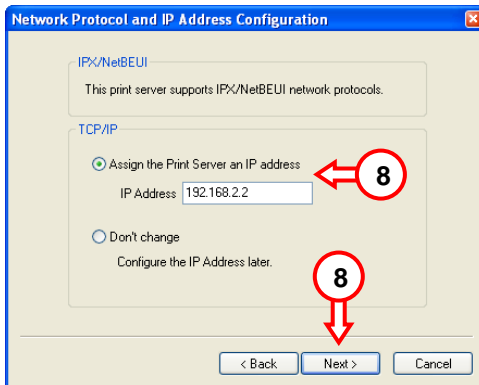 Network Protocol and IP Address Configuration
IPX/NetBEUI
This print server supports IPX/NetBEUI network protocols.
TCP/IP
Assign the Print Server an IP address
8
IP Address 192.168.2.2
Don't change
Configure the IP Address later.
8
< Back Next > Cancel